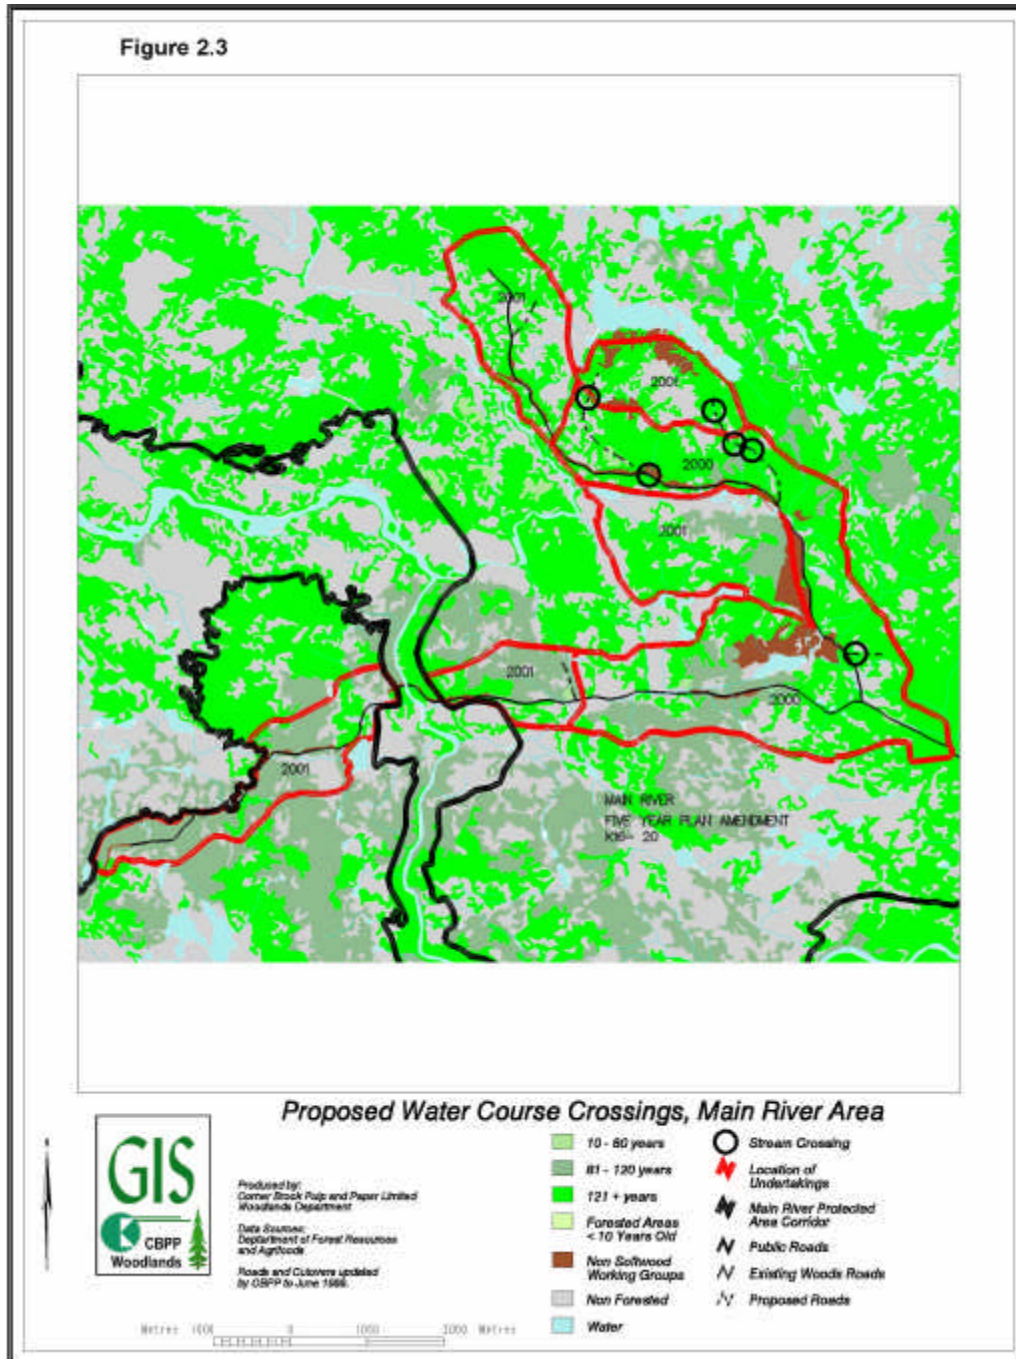 Figure 2.3
2001
2001
2000
2001
2001
2000
2001
MAIN RIVER
FIVE YEAR PLAN AMENDMENT
K16- 20
Proposed Water Course Crossings, Main River Area
GIS
CBPP
Woodlands
Produced by:
Corner Brook Pulp and Paper Limited
Woodlands Department
Data Sources:
Department of Forest Resources
and Agrifoods
Roads and Cutovers updated
by CBPP to June
10 - 60 years
81 - 120 years
121 + years
Forested Areas
< 10 Years Old
Non Softwood
Working Groups
Non Forested
Water
Stream Crossing
Location of
Undertakings
Main River Protected
Area Corridor
Public Roads
Existing Woods Roads
Proposed Roads
Metres 1000 0 1000 2000 Metres